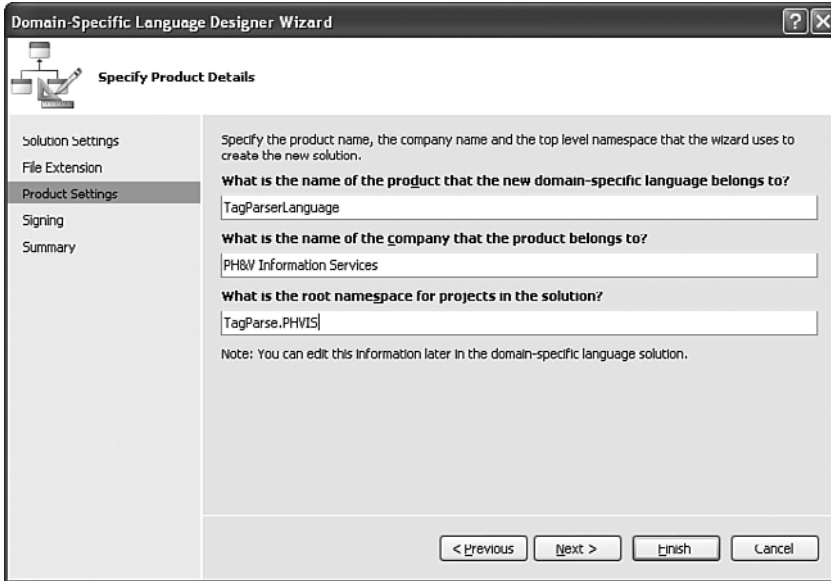 Domain-Specific Language Designer Wizard
Specify Product Details
Solution Settings
File Extension
Product Settings
Signing
Summary
Specify the product name, the company name and the top level namespace that the wizard uses to
create the new solution.
What is the name of the product that the new domain-specific language belongs to?
TagParserLanguage
What is the name of the company that the product belongs to?
PH&V Information Services
What is the root namespace for projects in the solution?
TagParse.PHVIS
Note: You can edit this information later in the domain-specific language solution.
< Previous
Next >
Finish
Cancel